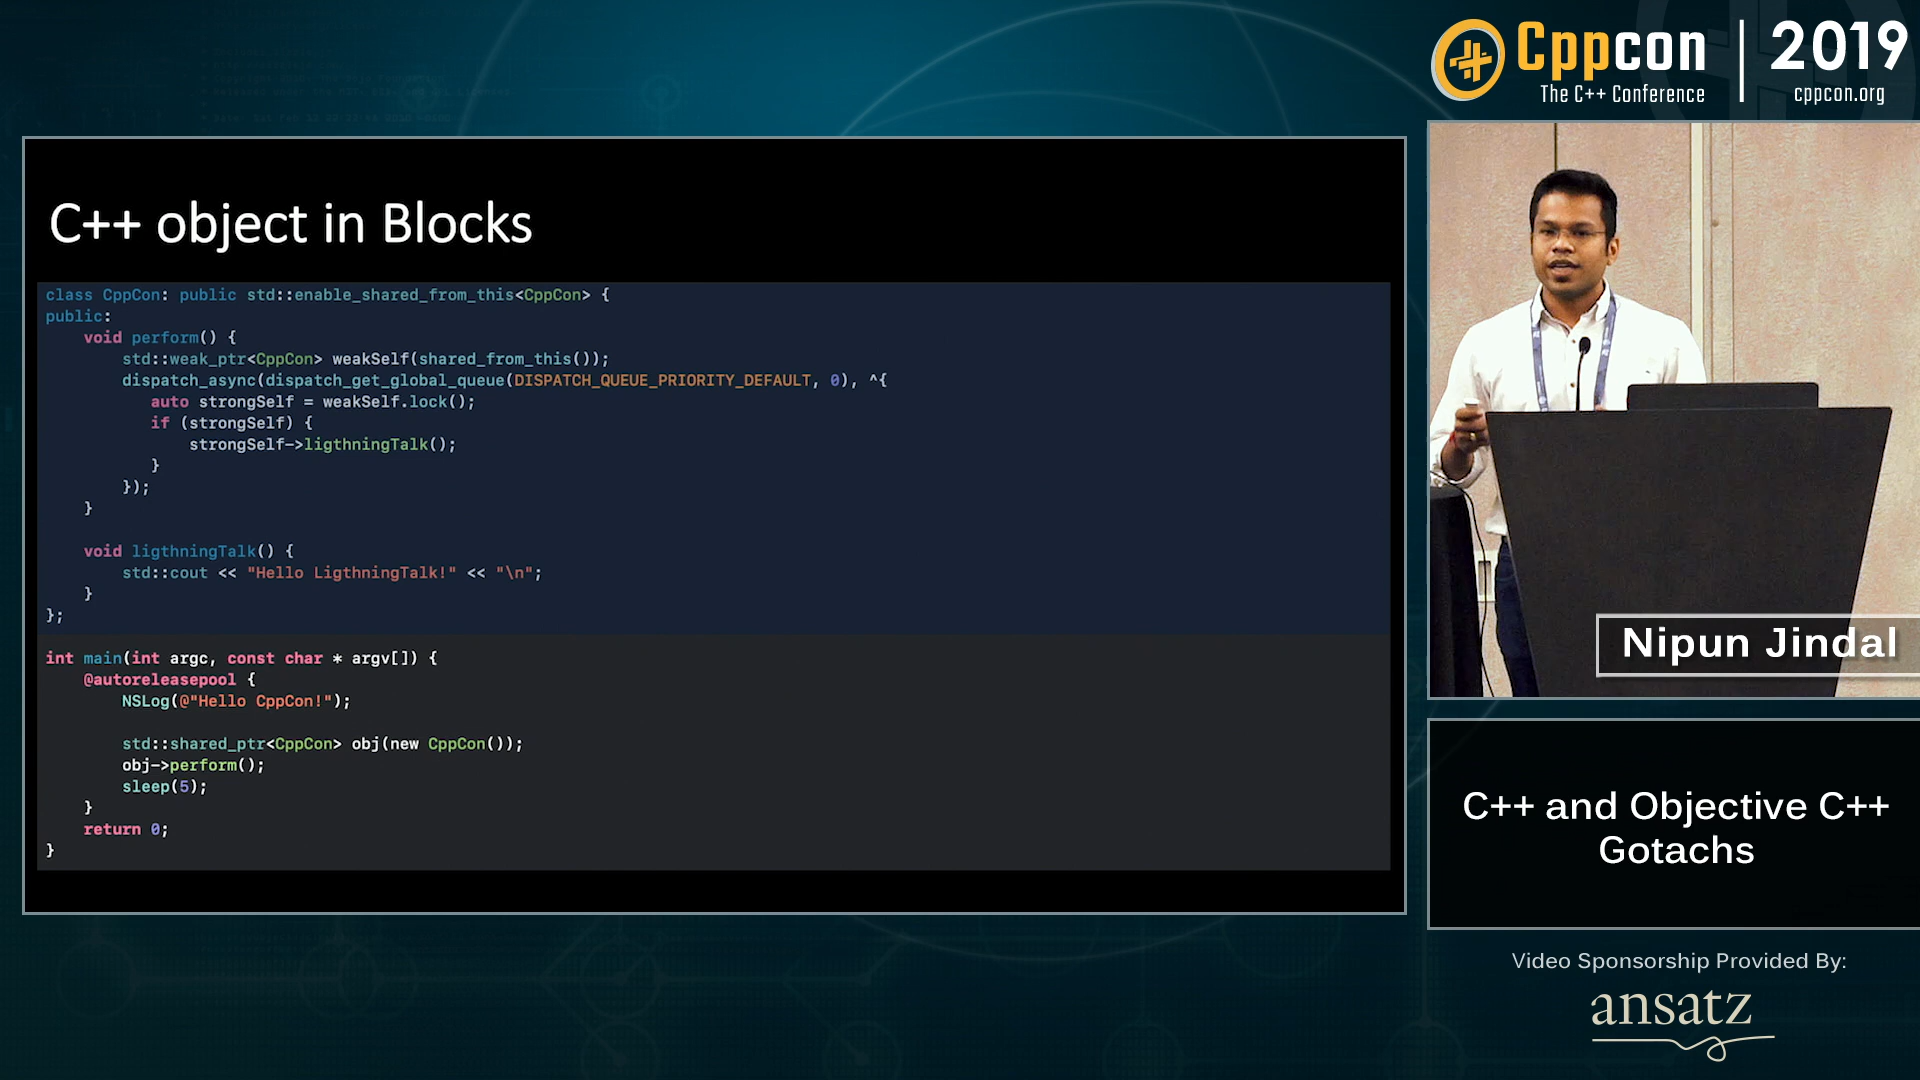 Cppcon | 2019
The C++ Conference
cppcon.org
C++ object in Blocks
class CppCon: public std::enable_shared_from_this<CppCon> {
public:
    void perform() {
        std::weak_ptr<CppCon> weakSelf(shared_from_this());
        dispatch_async(dispatch_get_global_queue(DISPATCH_QUEUE_PRIORITY_DEFAULT, 0), ^{
           auto strongSelf = weakSelf.lock();
           if (strongSelf) {
               strongSelf->ligthningTalk();
           }
        });
    }
    void ligthningTalk() {
        std::cout << "Hello LigthningTalk!" << "\n";
    }
};
int main(int argc, const char * argv[]) {
    @autoreleasepool {
        NSLog(@"Hello CppCon!");
        std::shared_ptr<CppCon> obj(new CppCon());
        obj->perform();
        sleep(5);
    }
    return 0;
}
Nipun Jindal
C++ and Objective C++
Gotachs
Video Sponsorship Provided By:
ansatz